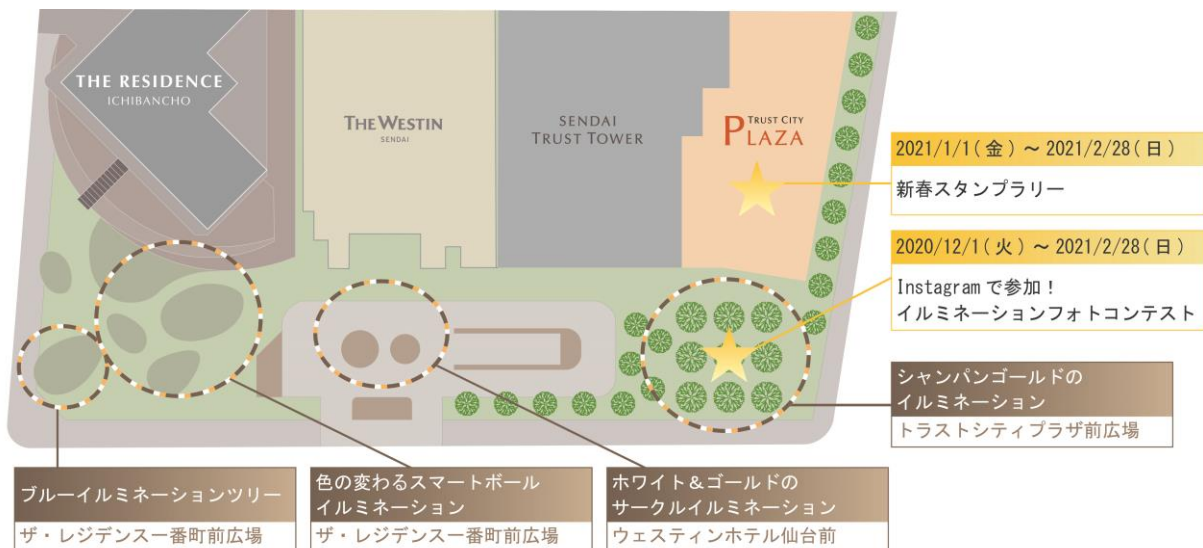 THE RESIDENCE
ICHIBANCHO
THE WESTIN
SENDAI
SENDAI
TRUST TOWER
TRUST CITY
PLAZA
2021/1/1(金)～2021/2/28(日)
新春スタンプラリー
2020/12/1(火)～2021/2/28(日)
Instagramで参加！
イルミネーションフォトコンテスト
シャンパンゴールドの
イルミネーション
トラストシティプラザ前広場
ブルーイルミネーションツリー
ザ・レジデンス一番町前広場
色の変わるスマートボール
イルミネーション
ザ・レジデンス一番町前広場
ホワイト＆ゴールドの
サークルイルミネーション
ウェスティンホテル仙台前